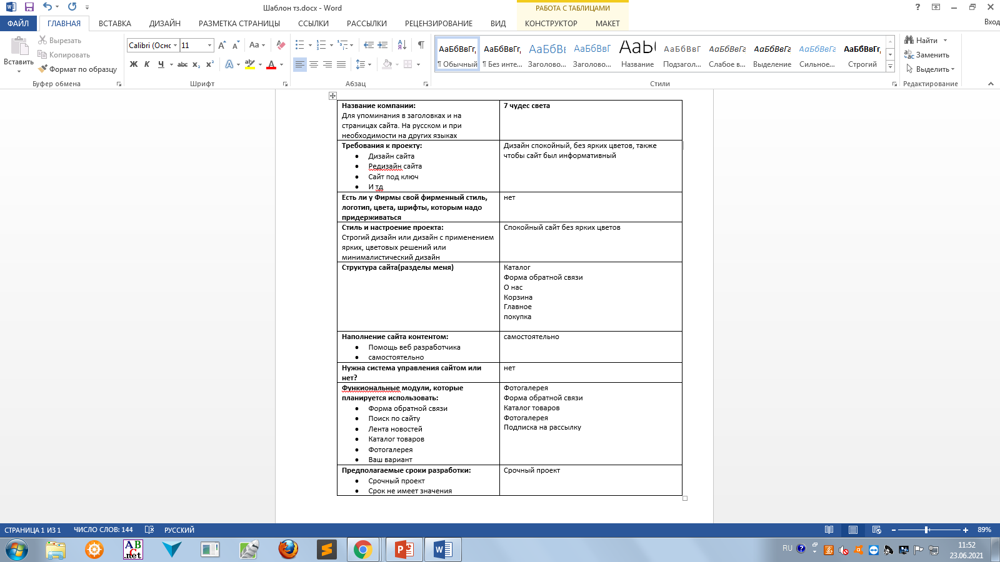 Шаблон тз.docx - Word
РАБОТА С ТАБЛИЦАМИ
ФАЙЛ ГЛАВНАЯ ВСТАВКА ДИЗАЙН РАЗМЕТКА СТРАНИЦЫ ССЫЛКИ РАССЫЛКИ РЕЦЕНЗИРОВАНИЕ ВИД КОНСТРУКТОР МАКЕТ Вход
Вставить
Вырезать
Копировать
Формат по образцу
Буфер обмена
Calibri (Оснс 11
Ж К Ч abc x₂ x²
Шрифт
Абзац
АаБбВвГг, АаБбВвГг, АаБбВв АаБбВвГ АаБб АаБбВвГ АаБбВвГг АаБбВвГг АаБбВвГг АаБбВвГг,
¶ Обычный ¶ Без инте... Заголово... Заголово... Название Подзагол... Слабое в... Выделение Сильное... Строгий
Стили
Найти
Заменить
Выделить
Редактирование
Название компании:
Для упоминания в заголовках и на
страницах сайта. На русском и при
необходимости на других языках
7 чудес света
Требования к проекту:
• Дизайн сайта
• Редизайн сайта
• Сайт под ключ
• И тд
Дизайн спокойный, без ярких цветов, также
чтобы сайт был информативный
Есть ли у Фирмы свой фирменный стиль,
логотип, цвета, шрифты, которым надо
придерживаться
нет
Стиль и настроение проекта:
Строгий дизайн или дизайн с применением
ярких, цветовых решений или
минималистический дизайн
Спокойный сайт без ярких цветов
Структура сайта(разделы меня)
Каталог
Форма обратной связи
О нас
Корзина
Главное
покупка
Наполнение сайта контентом:
• Помощь веб разработчика
• самостоятельно
самостоятельно
Нужна система управления сайтом или
нет?
нет
Функиональные модули, которые
планируется использовать:
• Форма обратной связи
• Поиск по сайту
• Лента новостей
• Каталог товаров
• Фотогалерея
• Ваш вариант
Фотогалерея
Форма обратной связи
Каталог товаров
Фотогалерея
Подписка на рассылку
Предполагаемые сроки разработки:
• Срочный проект
• Срок не имеет значения
Срочный проект
СТРАНИЦА 1 ИЗ 1 ЧИСЛО СЛОВ: 144 РУССКИЙ 89%
ABC.net
RU
11:52
23.06.2021